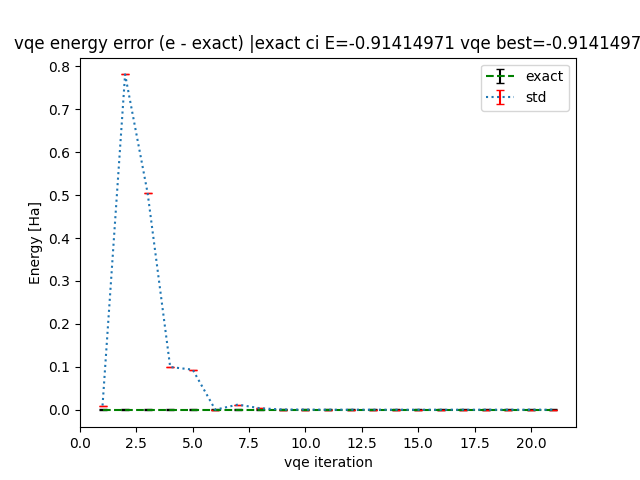 vqe energy error (e - exact) |exact ci E=-0.91414971 vqe best=-0.9141497
0.8
0.7
0.6
0.5
0.4
0.3
0.2
0.1
0.0
Energy [Ha]
exact
std
0.0 2.5 5.0 7.5 10.0 12.5 15.0 17.5 20.0
vqe iteration